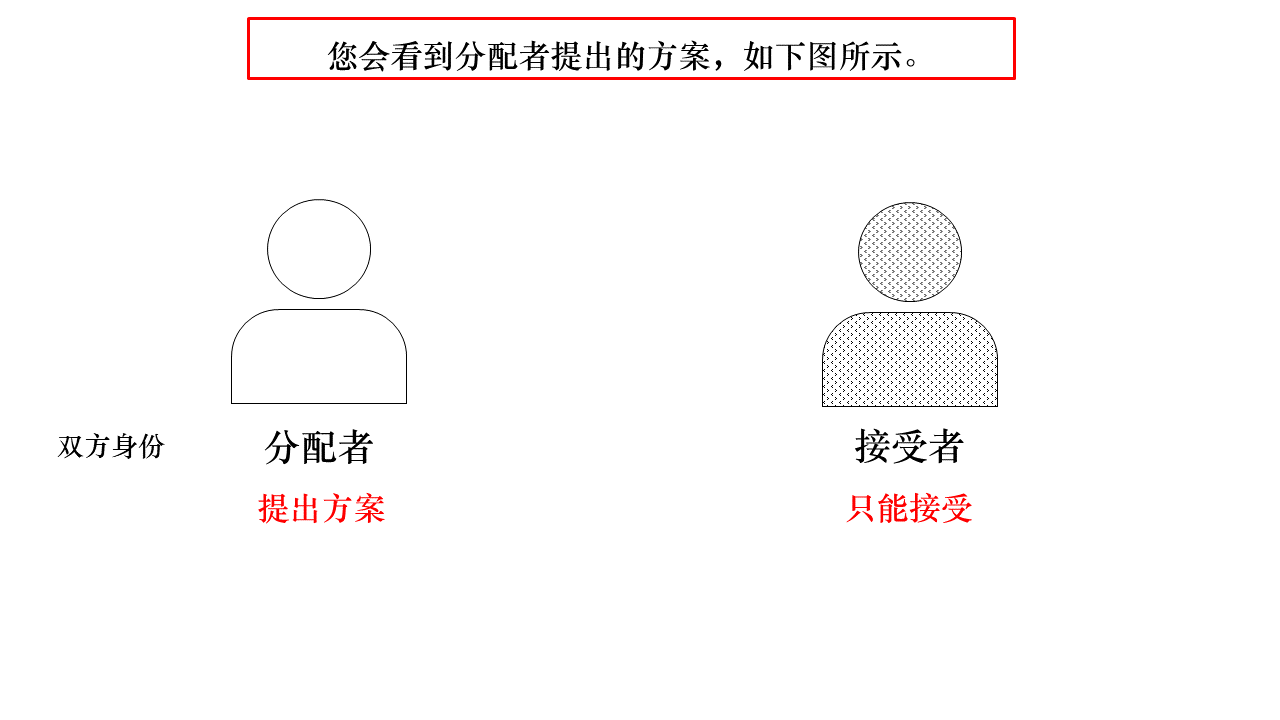 您会看到分配者提出的方案，如下图所示。
双方身份
分配者
接受者
提出方案
只能接受